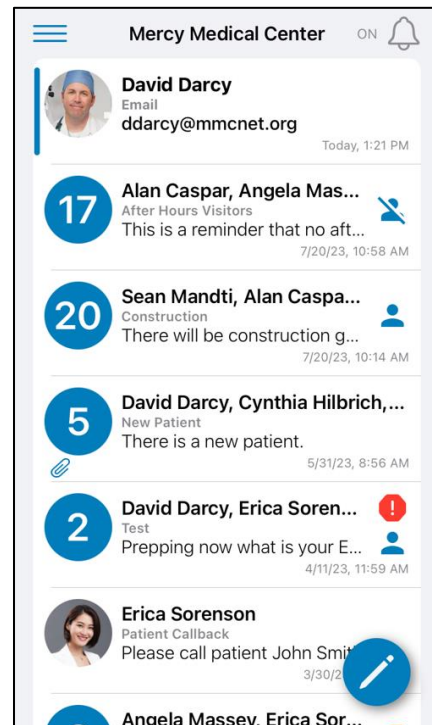 Mercy Medical Center ON
David Darcy
Email
ddarcy@mmcnet.org
Today, 1:21 PM
17
Alan Caspar, Angela Mas...
After Hours Visitors
This is a reminder that no aft...
7/20/23, 10:58 AM
20
Sean Mandti, Alan Caspa...
Construction
There will be construction g...
7/20/23, 10:14 AM
5
David Darcy, Cynthia Hilbrich,...
New Patient
There is a new patient.
5/31/23, 8:56 AM
2
David Darcy, Erica Soren...
Test
Prepping now what is your E...
4/11/23, 11:59 AM
Erica Sorenson
Patient Callback
Please call patient John Smit
3/30/2
Angela Massey, Erica Sor...